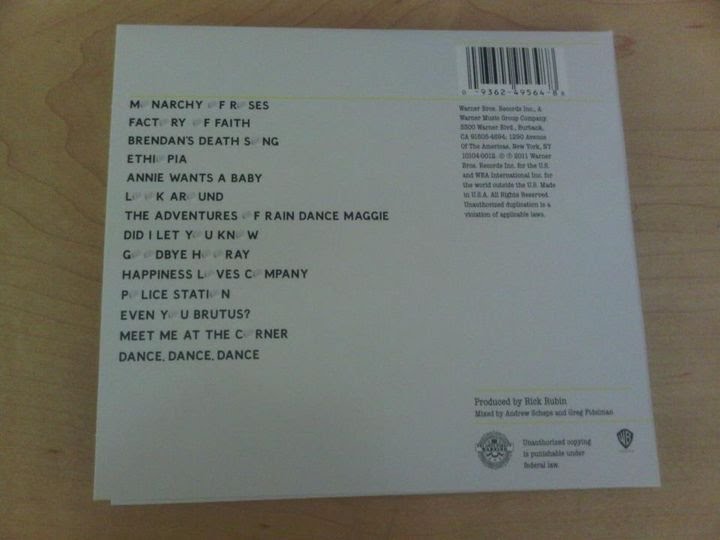 MONARCHY OF ROSES
FACTORY OF FAITH
BRENDAN'S DEATH SONG
ETHIOPIA
ANNIE WANTS A BABY
LOOK AROUND
THE ADVENTURES OF RAIN DANCE MAGGIE
DID I LET YOU KNOW
GOODBYE HOORAY
HAPPINESS LOVES COMPANY
POLICE STATION
EVEN YOU BRUTUS?
MEET ME AT THE CORNER
DANCE, DANCE, DANCE
0 93624 95648
Warner Bros. Records Inc., A
Warner Music Group Company.
3300 Warner Blvd., Burbank,
CA 91505-4694; 1290 Avenue
Of The Americas, New York, NY
10104-0012. © ℗ 2011 Warner
Bros. Records Inc. for the U.S.
and WEA International Inc. for
the world outside the U.S. Made
in U.S.A. All Rights Reserved.
Unauthorized duplication is a
violation of applicable laws.
Produced by Rick Rubin
Mixed by Andrew Scheps and Greg Fidelman
Unauthorized copying
is punishable under
federal law.
WB